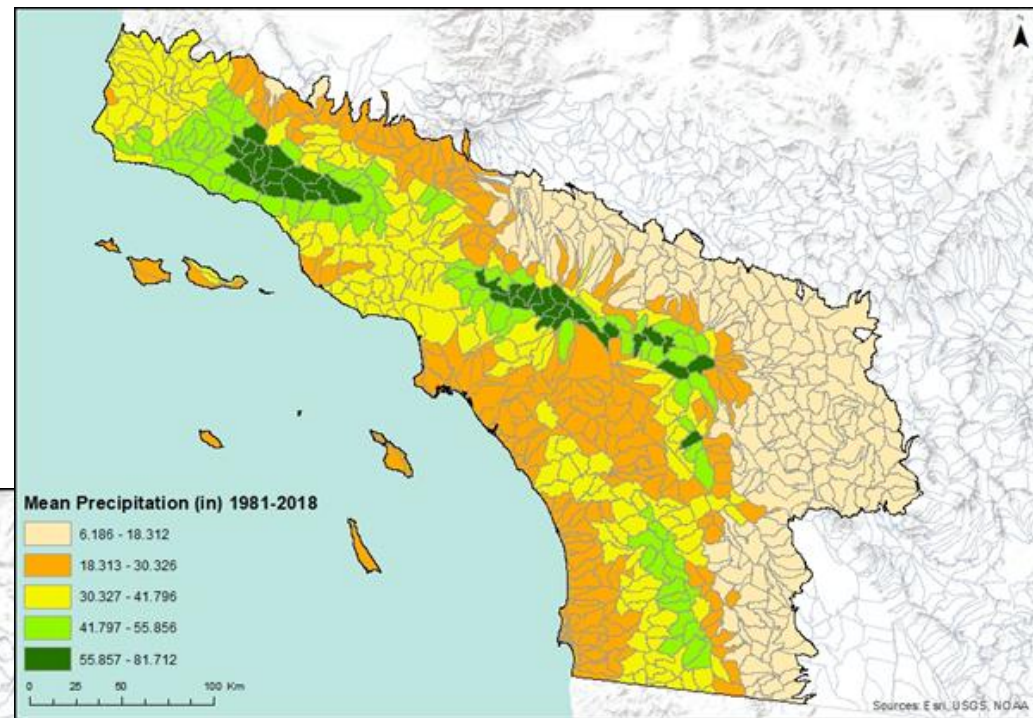 Mean Precipitation (in) 1981-2018
6.186 - 18.312
18.313 - 30.326
30.327 - 41.796
41.797 - 55.856
55.857 - 81.712
0 25 50 100 Km
Sources: Esri, USGS, NOAA